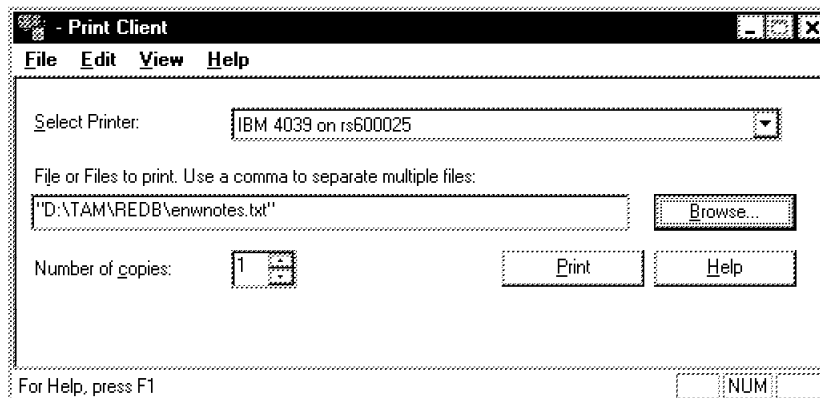 - Print Client
File Edit View Help
Select Printer: IBM 4039 on rs600025
File or Files to print. Use a comma to separate multiple files:
"D:\TAM\REDB\enwnotes.txt" Browse...
Number of copies: 1 Print Help
For Help, press F1 NUM